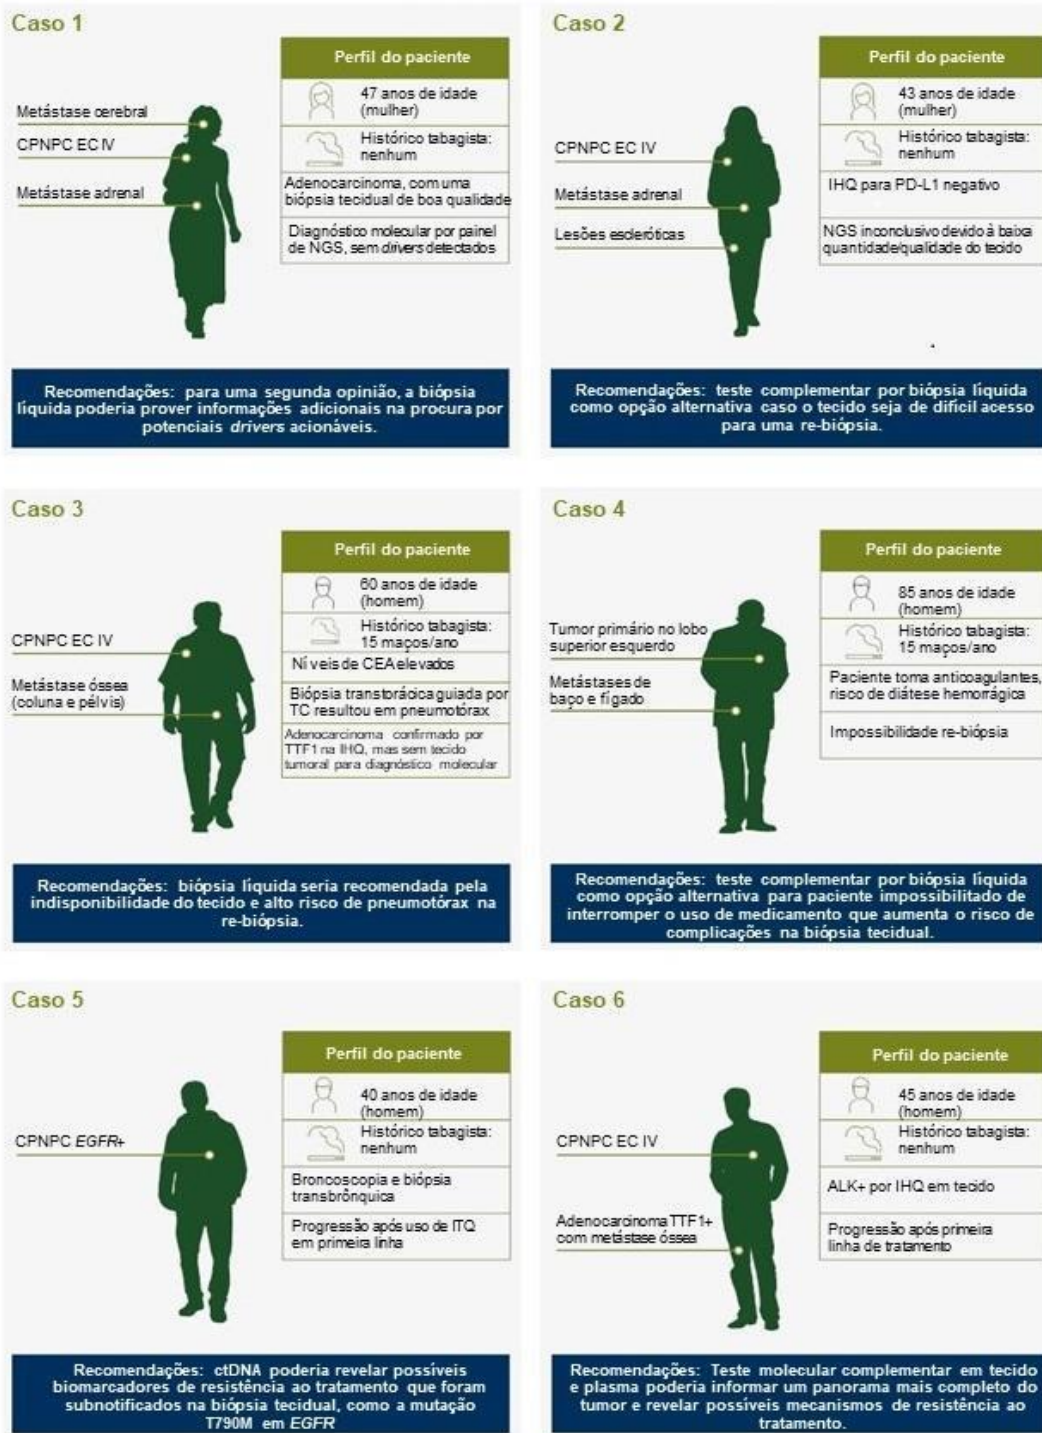 Caso 1
Perfil do paciente
47 anos de idade
(mulher)
Histórico tabagista:
nenhum
Adenocarcinoma, com uma
biópsia tecidual de boa qualidade
Diagnóstico molecular por painel
de NGS, sem drivers detectados
Metástase cerebral
CPNPC EC IV
Metástase adrenal
Recomendações: para uma segunda opinião, a biópsia
líquida poderia prover informações adicionais na procura por
potenciais drivers acionáveis.
Caso 2
Perfil do paciente
43 anos de idade
(mulher)
Histórico tabagista:
nenhum
IHQ para PD-L1 negativo
NGS inconclusivo devido à baixa
quantidade/qualidade do tecido
CPNPC EC IV
Metástase adrenal
Lesões escleróticas
Recomendações: teste complementar por biópsia líquida
como opção alternativa caso o tecido seja de difícil acesso
para uma re-biópsia.
Caso 3
Perfil do paciente
60 anos de idade
(homem)
Histórico tabagista:
15 maços/ano
Níveis de CEA elevados
Biópsia transtorácica guiada por
TC resultou em pneumotórax
Adenocarcinoma confirmado por
TTF1 na IHQ, mas sem tecido
tumoral para diagnóstico molecular
CPNPC EC IV
Metástase óssea
(coluna e pélvis)
Recomendações: biópsia líquida seria recomendada pela
indisponibilidade do tecido e alto risco de pneumotórax na
re-biópsia.
Caso 4
Perfil do paciente
85 anos de idade
(homem)
Histórico tabagista:
15 maços/ano
Paciente toma anticoagulantes,
risco de diátese hemorrágica
Impossibilidade re-biópsia
Tumor primário no lobo
superior esquerdo
Metástases de
baço e fígado
Recomendações: teste complementar por biópsia líquida
como opção alternativa para paciente impossibilitado de
interromper o uso de medicamento que aumenta o risco de
complicações na biópsia tecidual.
Caso 5
Perfil do paciente
40 anos de idade
(homem)
Histórico tabagista:
nenhum
Broncoscopia e biópsia
transbrônquica
Progressão após uso de ITQ
em primeira linha
CPNPC EGFR+
Recomendações: ctDNA poderia revelar possíveis
biomarcadores de resistência ao tratamento que foram
subnotificados na biópsia tecidual, como a mutação
T790M em EGFR
Caso 6
Perfil do paciente
45 anos de idade
(homem)
Histórico tabagista:
nenhum
ALK+ por IHQ em tecido
Progressão após primeira
linha de tratamento
CPNPC EC IV
Adenocarcinoma TTF1+
com metástase óssea
Recomendações: Teste molecular complementar em tecido
e plasma poderia informar um panorama mais completo do
tumor e revelar possíveis mecanismos de resistência ao
tratamento.